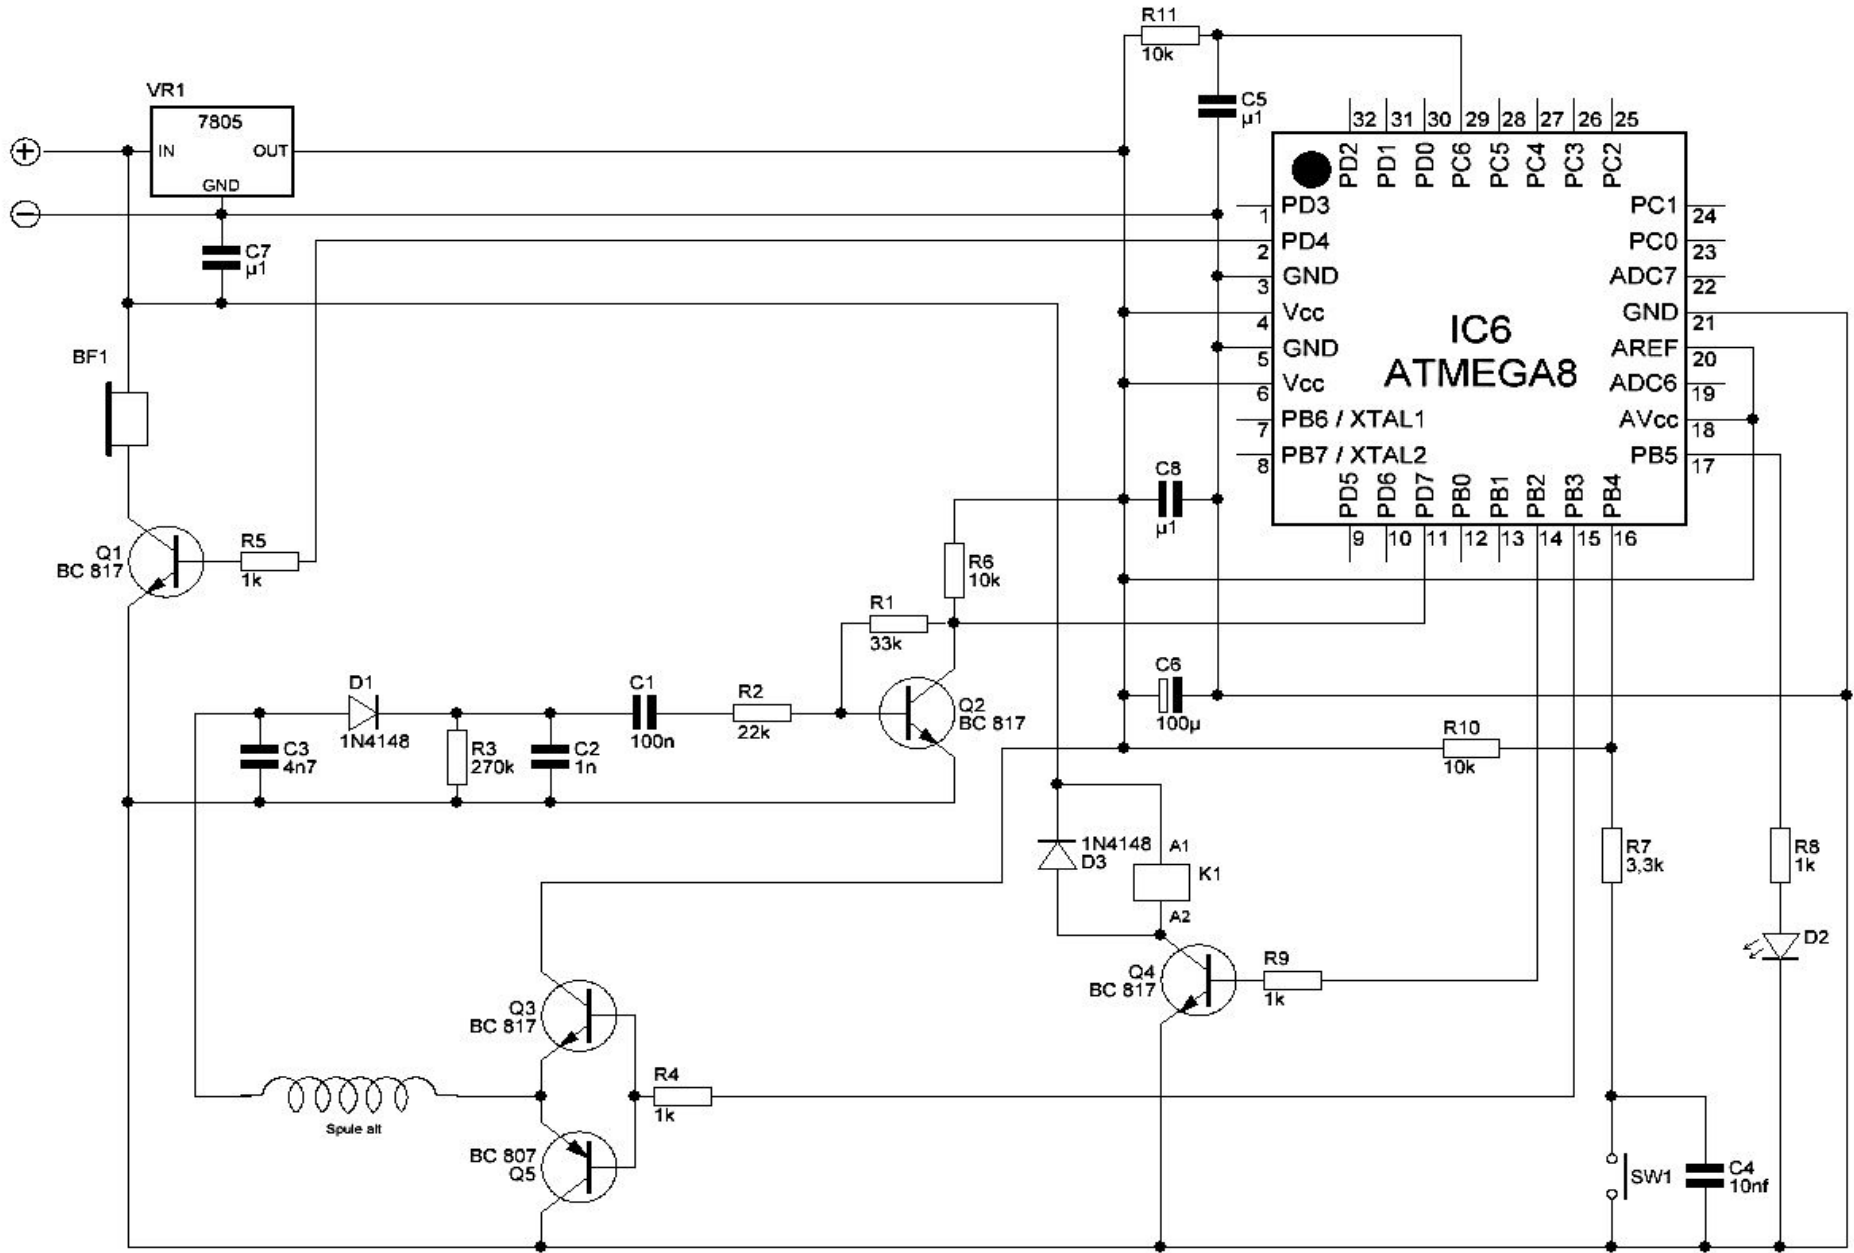 R11
10k
VR1
7805
IN
OUT
GND
+
−
C5
µ1
C7
µ1
32 31 30 29 28 27 26 25
PD2 PD1 PD0 PC6 PC5 PC4 PC3 PC2
1 PD3
2 PD4
3 GND
4 Vcc
5 GND
6 Vcc
7 PB6 / XTAL1
8 PB7 / XTAL2
PC1 24
PC0 23
ADC7 22
GND 21
AREF 20
ADC6 19
AVcc 18
PB5 17
IC6
ATMEGA8
PD5 PD6 PD7 PB0 PB1 PB2 PB3 PB4
9 10 11 12 13 14 15 16
BF1
C8
µ1
Q1
BC 817
R5
1k
R6
10k
R1
33k
C6
100µ
D1
1N4148
C1
100n
R2
22k
Q2
BC 817
C3
4n7
R3
270k
C2
1n
R10
10k
1N4148
D3
A1
K1
A2
R7
3,3k
R8
1k
D2
Q4
BC 817
R9
1k
Q3
BC 817
R4
1k
Spule alt
BC 807
Q5
SW1
C4
10nf